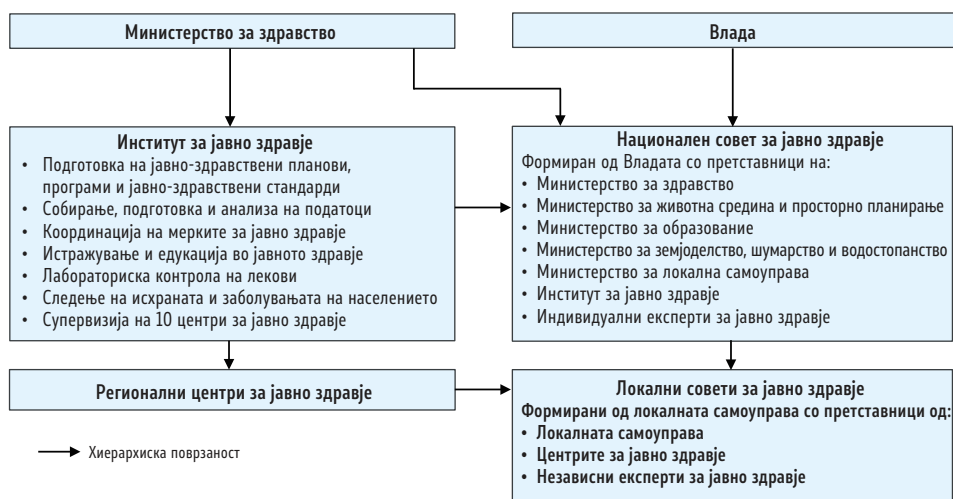 Министерство за здравство
Влада
Институт за јавно здравје
• Подготовка на јавно-здравствени планови,
програми и јавно-здравствени стандарди
• Собирање, подготовка и анализа на податоци
• Координација на мерките за јавно здравје
• Истражување и едукација во јавното здравје
• Лабораториска контрола на лекови
• Следење на исхраната и заболувањата на населението
• Супервизија на 10 центри за јавно здравје
Национален совет за јавно здравје
Формиран од Владата со претставници на:
• Министерство за здравство
• Министерство за животна средина и просторно планирање
• Министерство за образование
• Министерство за земјоделство, шумарство и водостопанство
• Министерство за локална самоуправа
• Институт за јавно здравје
• Индивидуални експерти за јавно здравје
Регионални центри за јавно здравје
Локални совети за јавно здравје
Формирани од локалната самоуправа со претставници од:
• Локалната самоуправа
• Центрите за јавно здравје
• Независни експерти за јавно здравје
Хиерархиска поврзаност